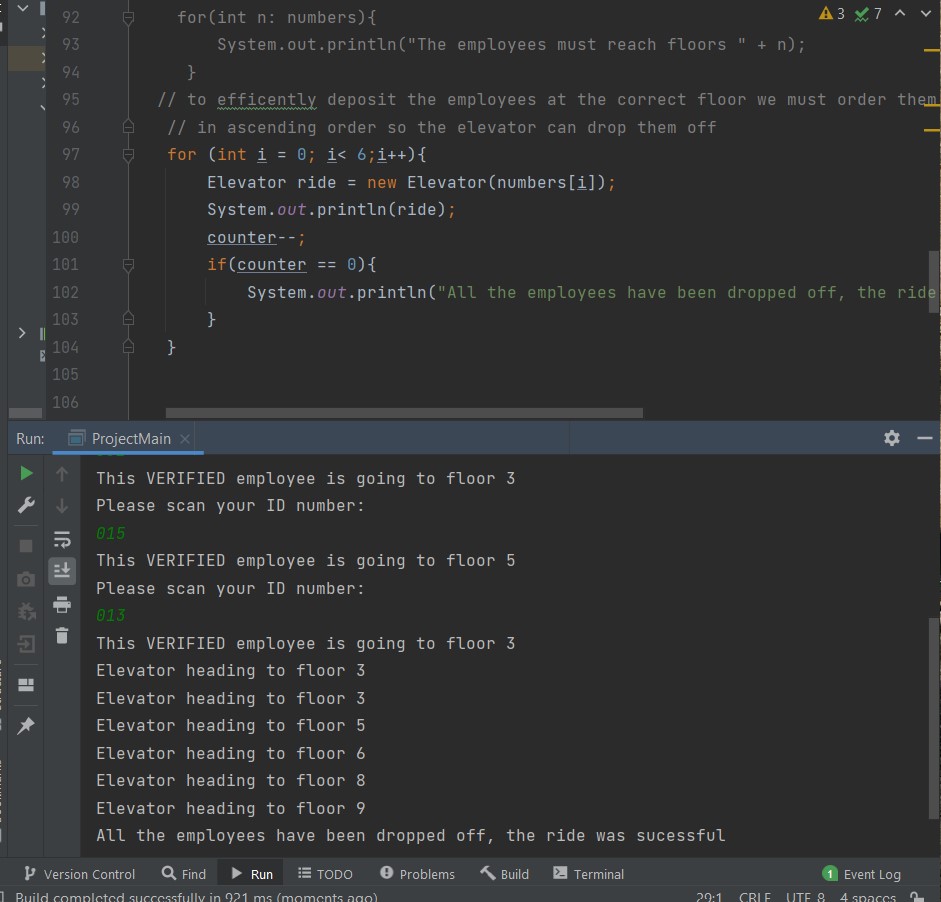 92 for(int n: numbers){
3 7
93 System.out.println("The employees must reach floors " + n);
94 }
95 // to efficently deposit the employees at the correct floor we must order them
96 // in ascending order so the elevator can drop them off
97 for (int i = 0; i< 6;i++){
98 Elevator ride = new Elevator(numbers[i]);
99 System.out.println(ride);
100 counter--;
101 if(counter == 0){
102 System.out.println("All the employees have been dropped off, the ride
103 }
104 }
105
106
Run: ProjectMain
This VERIFIED employee is going to floor 3
Please scan your ID number:
015
This VERIFIED employee is going to floor 5
Please scan your ID number:
013
This VERIFIED employee is going to floor 3
Elevator heading to floor 3
Elevator heading to floor 3
Elevator heading to floor 5
Elevator heading to floor 6
Elevator heading to floor 8
Elevator heading to floor 9
All the employees have been dropped off, the ride was sucessful
Version Control Find Run TODO Problems Build Terminal 1 Event Log
Build completed successfully in 921 ms (moments ago) 29:1 CRLF UTF-8 4 spaces